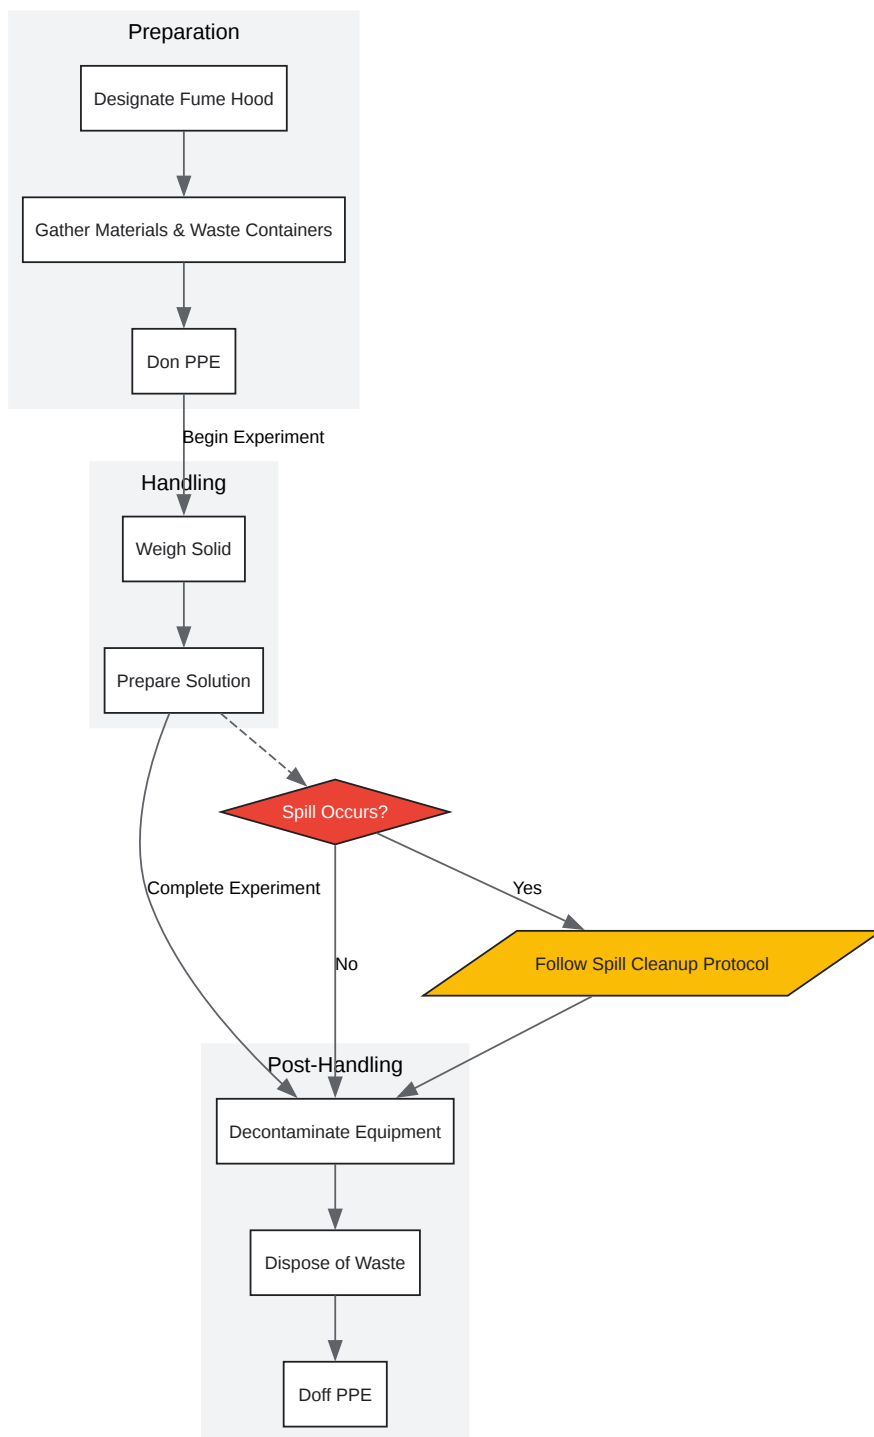 Preparation
Designate Fume Hood
Gather Materials & Waste Containers
Don PPE
Begin Experiment
Handling
Weigh Solid
Prepare Solution
Spill Occurs?
Complete Experiment
Yes
No
Follow Spill Cleanup Protocol
Post-Handling
Decontaminate Equipment
Dispose of Waste
Doff PPE